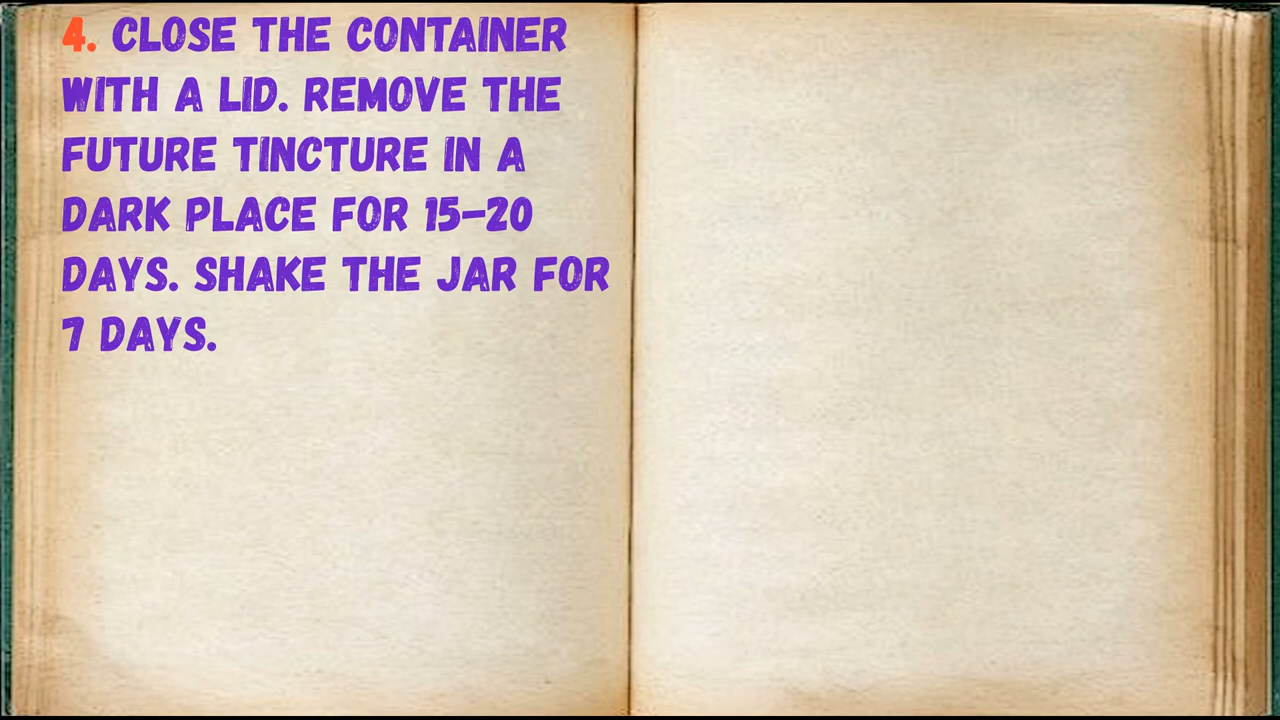 4. CLOSE THE CONTAINER
WITH A LID. REMOVE THE
FUTURE TINCTURE IN A
DARK PLACE FOR 15–20
DAYS. SHAKE THE JAR FOR
7 DAYS.